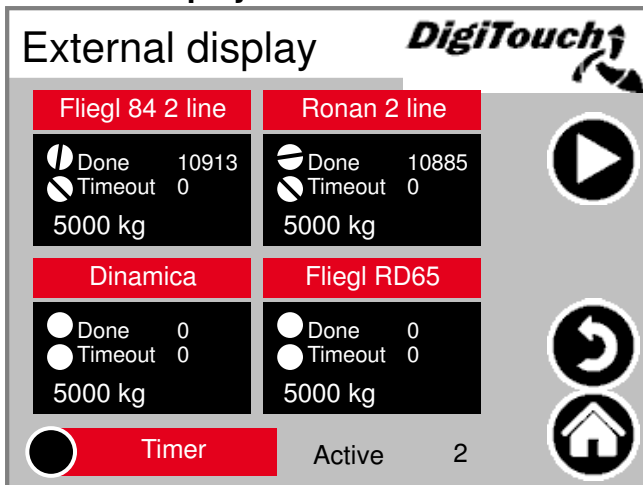 External display
DigiTouch
Fliegl 84 2 line
Done 10913
Timeout 0
5000 kg
Ronan 2 line
Done 10885
Timeout 0
5000 kg
Dinamica
Done 0
Timeout 0
5000 kg
Fliegl RD65
Done 0
Timeout 0
5000 kg
Timer
Active 2